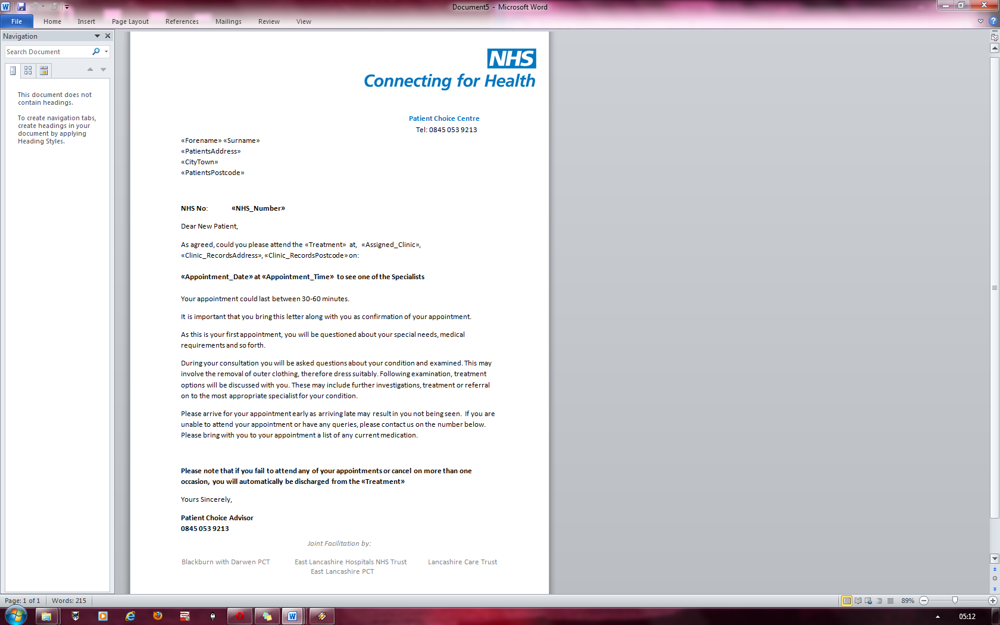 Document5 - Microsoft Word
File Home Insert Page Layout References Mailings Review View
Navigation
Search Document
This document does not
contain headings.
To create navigation tabs,
create headings in your
document by applying
Heading Styles.
NHS
Connecting for Health
Patient Choice Centre
Tel: 0845 053 9213
«Forename» «Surname»
«PatientsAddress»
«CityTown»
«PatientsPostcode»
NHS No: «NHS_Number»
Dear New Patient,
As agreed, could you please attend the «Treatment» at, «Assigned_Clinic»,
«Clinic_RecordsAddress», «Clinic_RecordsPostcode» on:
«Appointment_Date» at «Appointment_Time» to see one of the Specialists
Your appointment could last between 30-60 minutes.
It is important that you bring this letter along with you as confirmation of your appointment.
As this is your first appointment, you will be questioned about your special needs, medical
requirements and so forth.
During your consultation you will be asked questions about your condition and examined. This may
involve the removal of outer clothing, therefore dress suitably. Following examination, treatment
options will be discussed with you. These may include further investigations, treatment or referral
on to the most appropriate specialist for your condition.
Please arrive for your appointment early as arriving late may result in you not being seen. If you are
unable to attend your appointment or have any queries, please contact us on the number below.
Please bring with you to your appointment a list of any current medication.
Please note that if you fail to attend any of your appointments or cancel on more than one
occasion, you will automatically be discharged from the «Treatment»
Yours Sincerely,
Patient Choice Advisor
0845 053 9213
Joint Facilitation by:
Blackburn with Darwen PCT East Lancashire Hospitals NHS Trust Lancashire Care Trust
East Lancashire PCT
Page: 1 of 1 Words: 215 89%
05:12